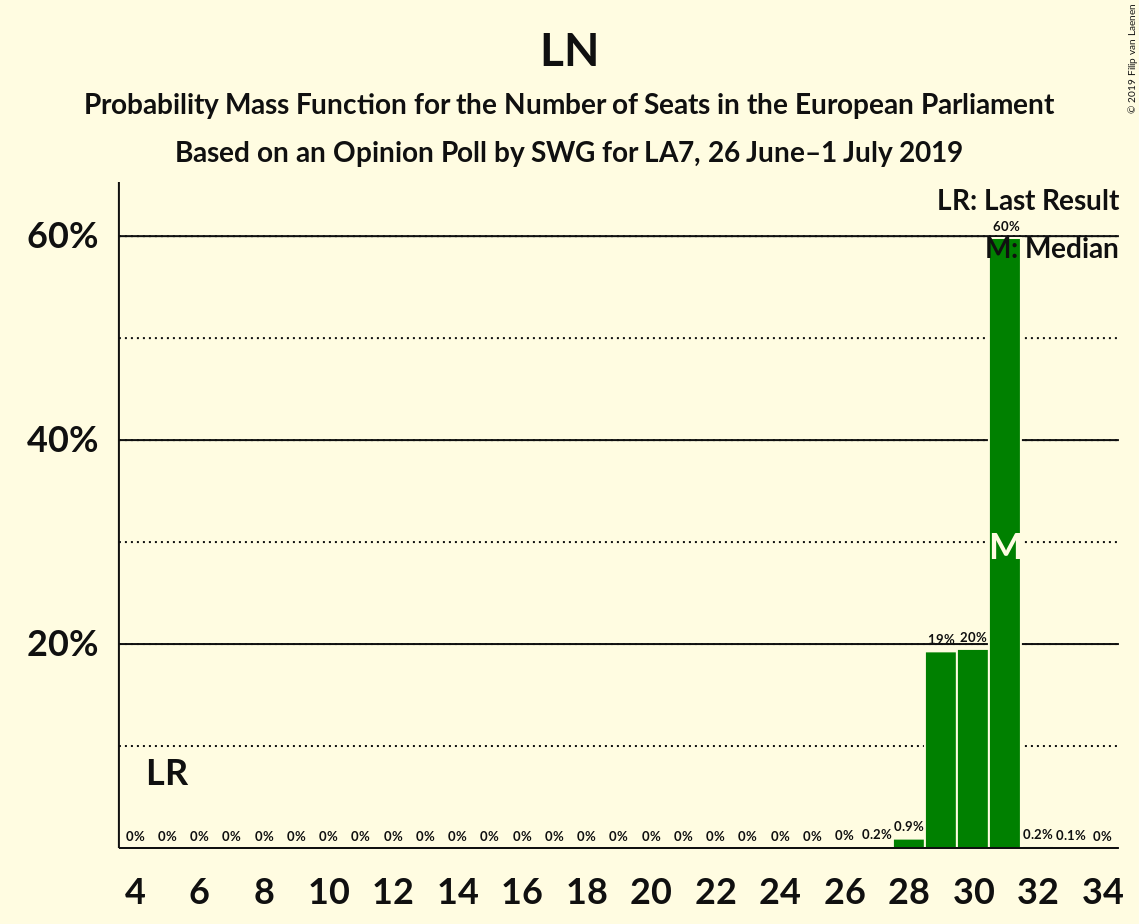 © 2019 Filip van Laenen
LN
Probability Mass Function for the Number of Seats in the European Parliament
Based on an Opinion Poll by SWG for LA7, 26 June–1 July 2019
LR: Last Result
60%
60%
M: Median
40%
M
20%
19% 20%
LR
0% 0% 0% 0% 0% 0% 0% 0% 0% 0% 0% 0% 0% 0% 0% 0% 0% 0% 0% 0% 0% 0% 0% 0.2% 0.9% 0.2% 0.1% 0%
4 6 8 10 12 14 16 18 20 22 24 26 28 30 32 34